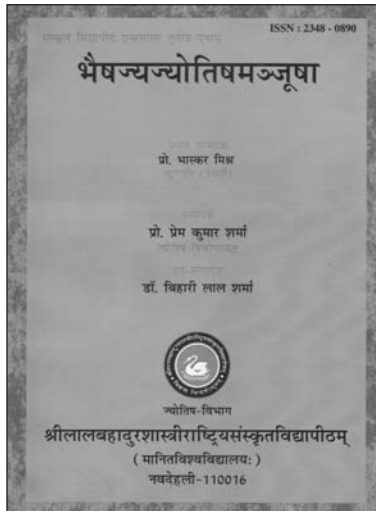 ISSN : 2348 - 0890
भैषज्यज्योतिषमञ्जूषा
प्रो. भास्कर मिश्र
प्रो. प्रेम कुमार शर्मा
डॉ. बिहारी लाल शर्मा
ज्योतिष-विभाग
श्रीलालबहादुरशास्त्रीराष्ट्रियसंस्कृतविद्यापीठम्
( मानितविश्वविद्यालयः )
नवदेहली-110016